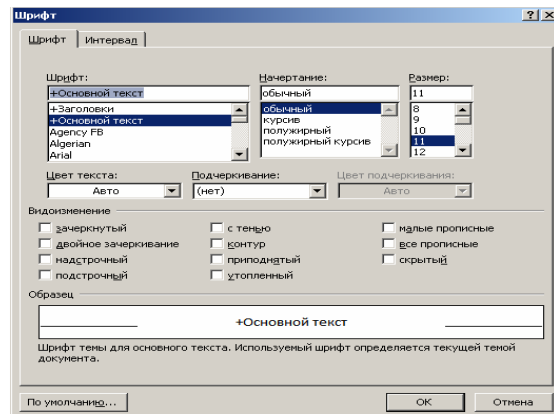 Шрифт
Шрифт Интервал
Шрифт: Начертание: Размер:
+Основной текст обычный 11
+Заголовки обычный 8
+Основной текст курсив 9
Agency FB полужирный 10
Algerian полужирный курсив 11
Arial 12
Цвет текста: Подчеркивание: Цвет подчеркивания:
Авто (нет) Авто
Видоизменение
зачеркнутый с тенью малые прописные
двойное зачеркивание контур все прописные
надстрочный приподнятый скрытый
подстрочный утопленный
Образец
+Основной текст
Шрифт темы для основного текста. Используемый шрифт определяется текущей темой
документа.
По умолчанию... ОК Отмена